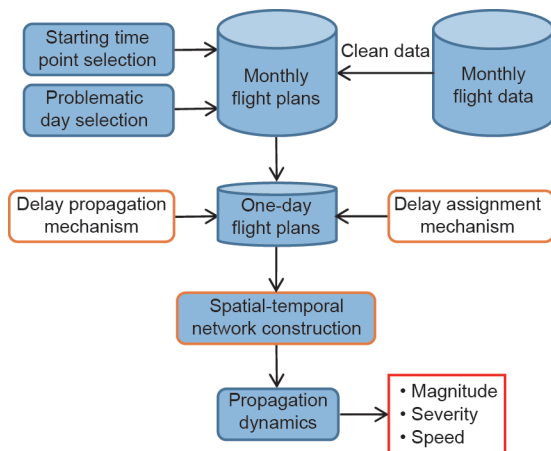 Starting time
point selection
Problematic
day selection
Monthly
flight plans
Clean data
Monthly
flight data
Delay propagation
mechanism
One-day
flight plans
Delay assignment
mechanism
Spatial-temporal
network construction
Propagation
dynamics
• Magnitude
• Severity
• Speed